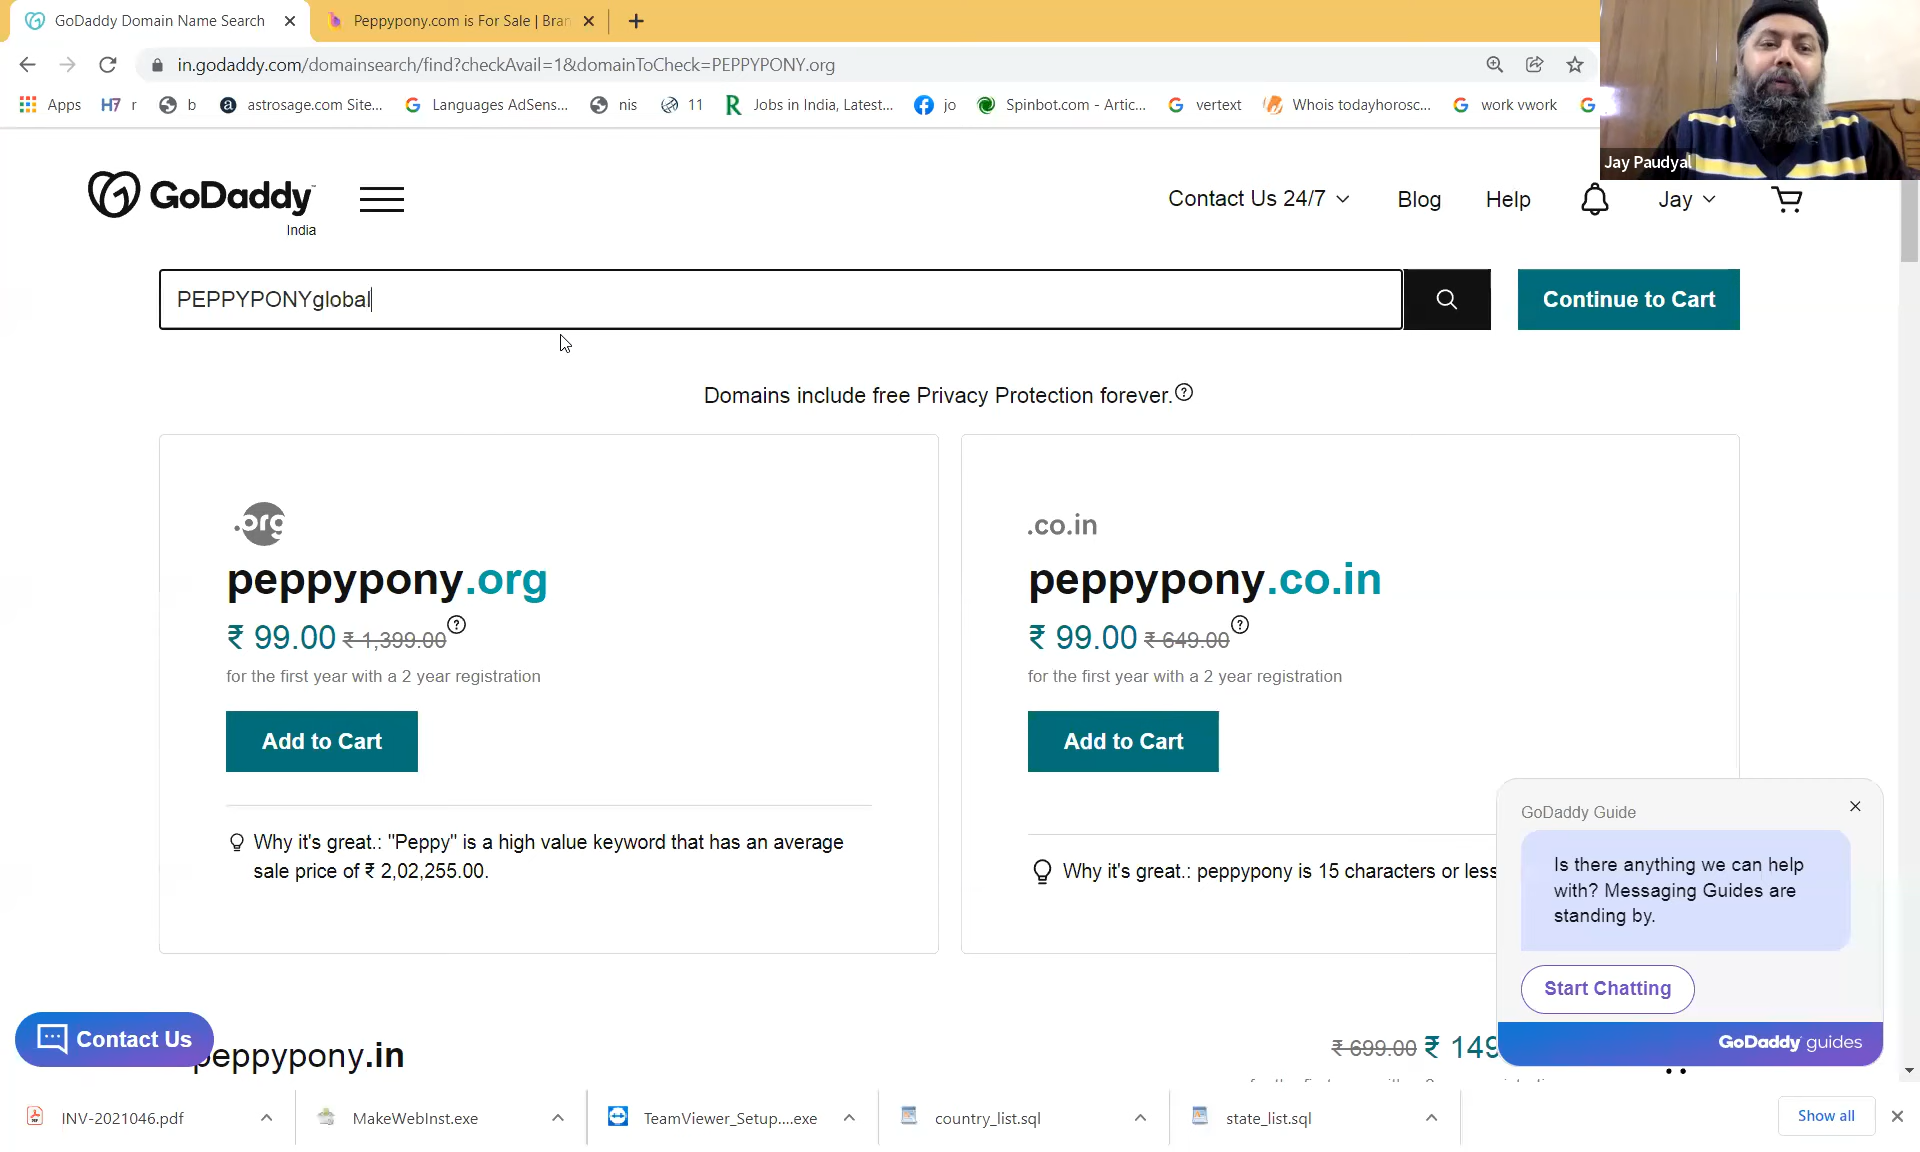 GoDaddy Domain Name Search
Peppypony.com is For Sale | Bran
in.godaddy.com/domainsearch/find?checkAvail=1&domainToCheck=PEPPYPONY.org
Apps H7 r b astrosage.com Site... Languages AdSens... nis 11 Jobs in India, Latest... jo Spinbot.com - Artic... vertext Whois todayhorosc... work vwork
Jay Paudyal
GoDaddy
India
Contact Us 24/7 Blog Help Jay
PEPPYPONYglobal
Continue to Cart
Domains include free Privacy Protection forever.
.org
peppypony.org
₹ 99.00 ₹ 1,399.00
for the first year with a 2 year registration
Add to Cart
Why it's great.: "Peppy" is a high value keyword that has an average
sale price of ₹ 2,02,255.00.
.co.in
peppypony.co.in
₹ 99.00 ₹ 649.00
for the first year with a 2 year registration
Add to Cart
Why it's great.: peppypony is 15 characters or less
GoDaddy Guide
Is there anything we can help
with? Messaging Guides are
standing by.
Start Chatting
GoDaddy guides
Contact Us
peppypony.in
₹ 699.00 ₹ 149
INV-2021046.pdf
MakeWebInst.exe
TeamViewer_Setup....exe
country_list.sql
state_list.sql
Show all